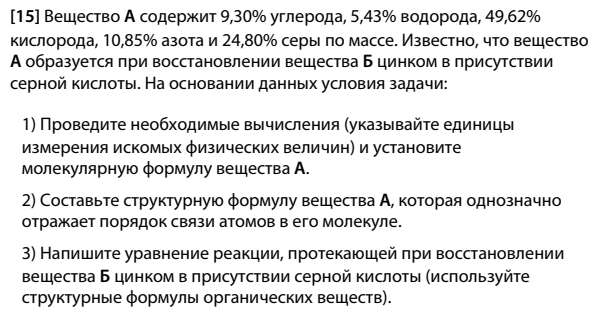 [15] Вещество А содержит 9,30% углерода, 5,43% водорода, 49,62%
кислорода, 10,85% азота и 24,80% серы по массе. Известно, что вещество
А образуется при восстановлении вещества Б цинком в присутствии
серной кислоты. На основании данных условия задачи:
1) Проведите необходимые вычисления (указывайте единицы
измерения искомых физических величин) и установите
молекулярную формулу вещества А.
2) Составьте структурную формулу вещества А, которая однозначно
отражает порядок связи атомов в его молекуле.
3) Напишите уравнение реакции, протекающей при восстановлении
вещества Б цинком в присутствии серной кислоты (используйте
структурные формулы органических веществ).